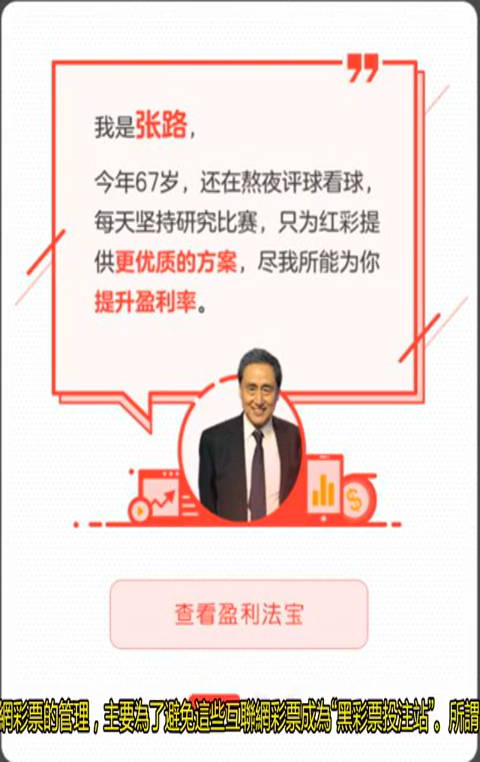 我是张路，
今年67岁，还在熬夜评球看球，
每天坚持研究比赛，只为红彩提
供更优质的方案，尽我所能为你
提升盈利率。
查看盈利法宝
網彩票的管理，主要為了避免這些互聯網彩票成為“黑彩票投注站”。所謂